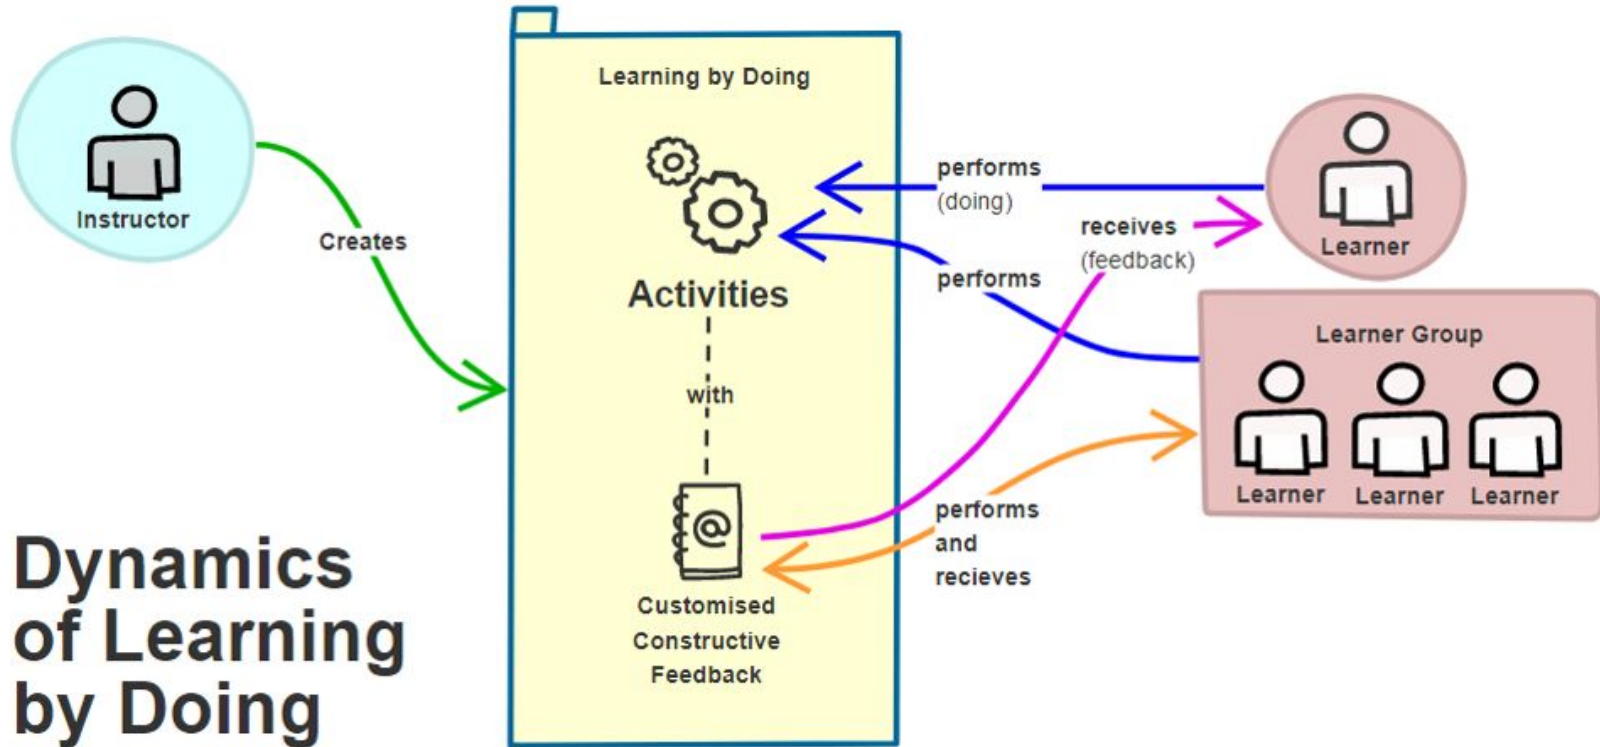 Learning by Doing
Instructor
Creates
Activities
with
Customised
Constructive
Feedback
performs
(doing)
receives
(feedback)
performs
performs
and
recieves
Learner
Learner Group
Learner Learner Learner
Dynamics
of Learning
by Doing